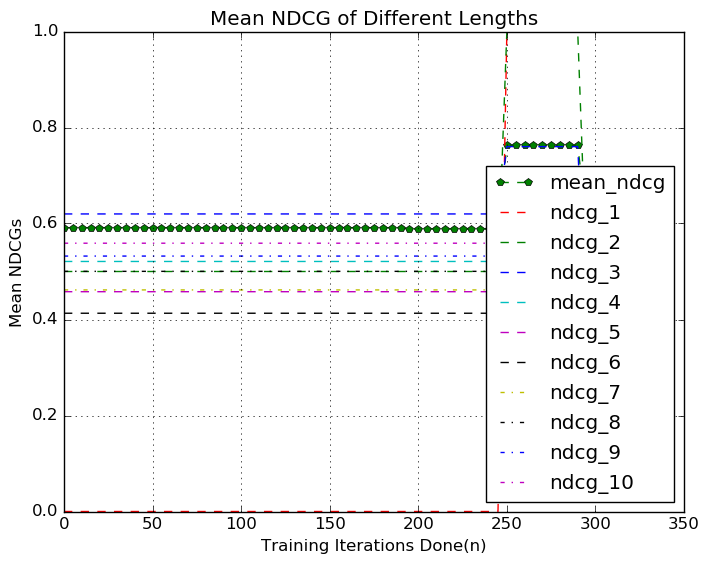 Mean NDCG of Different Lengths
Mean NDCGs
1.0
0.8
0.6
0.4
0.2
0.0
mean_ndcg
ndcg_1
ndcg_2
ndcg_3
ndcg_4
ndcg_5
ndcg_6
ndcg_7
ndcg_8
ndcg_9
ndcg_10
0 50 100 150 200 250 300 350
Training Iterations Done(n)